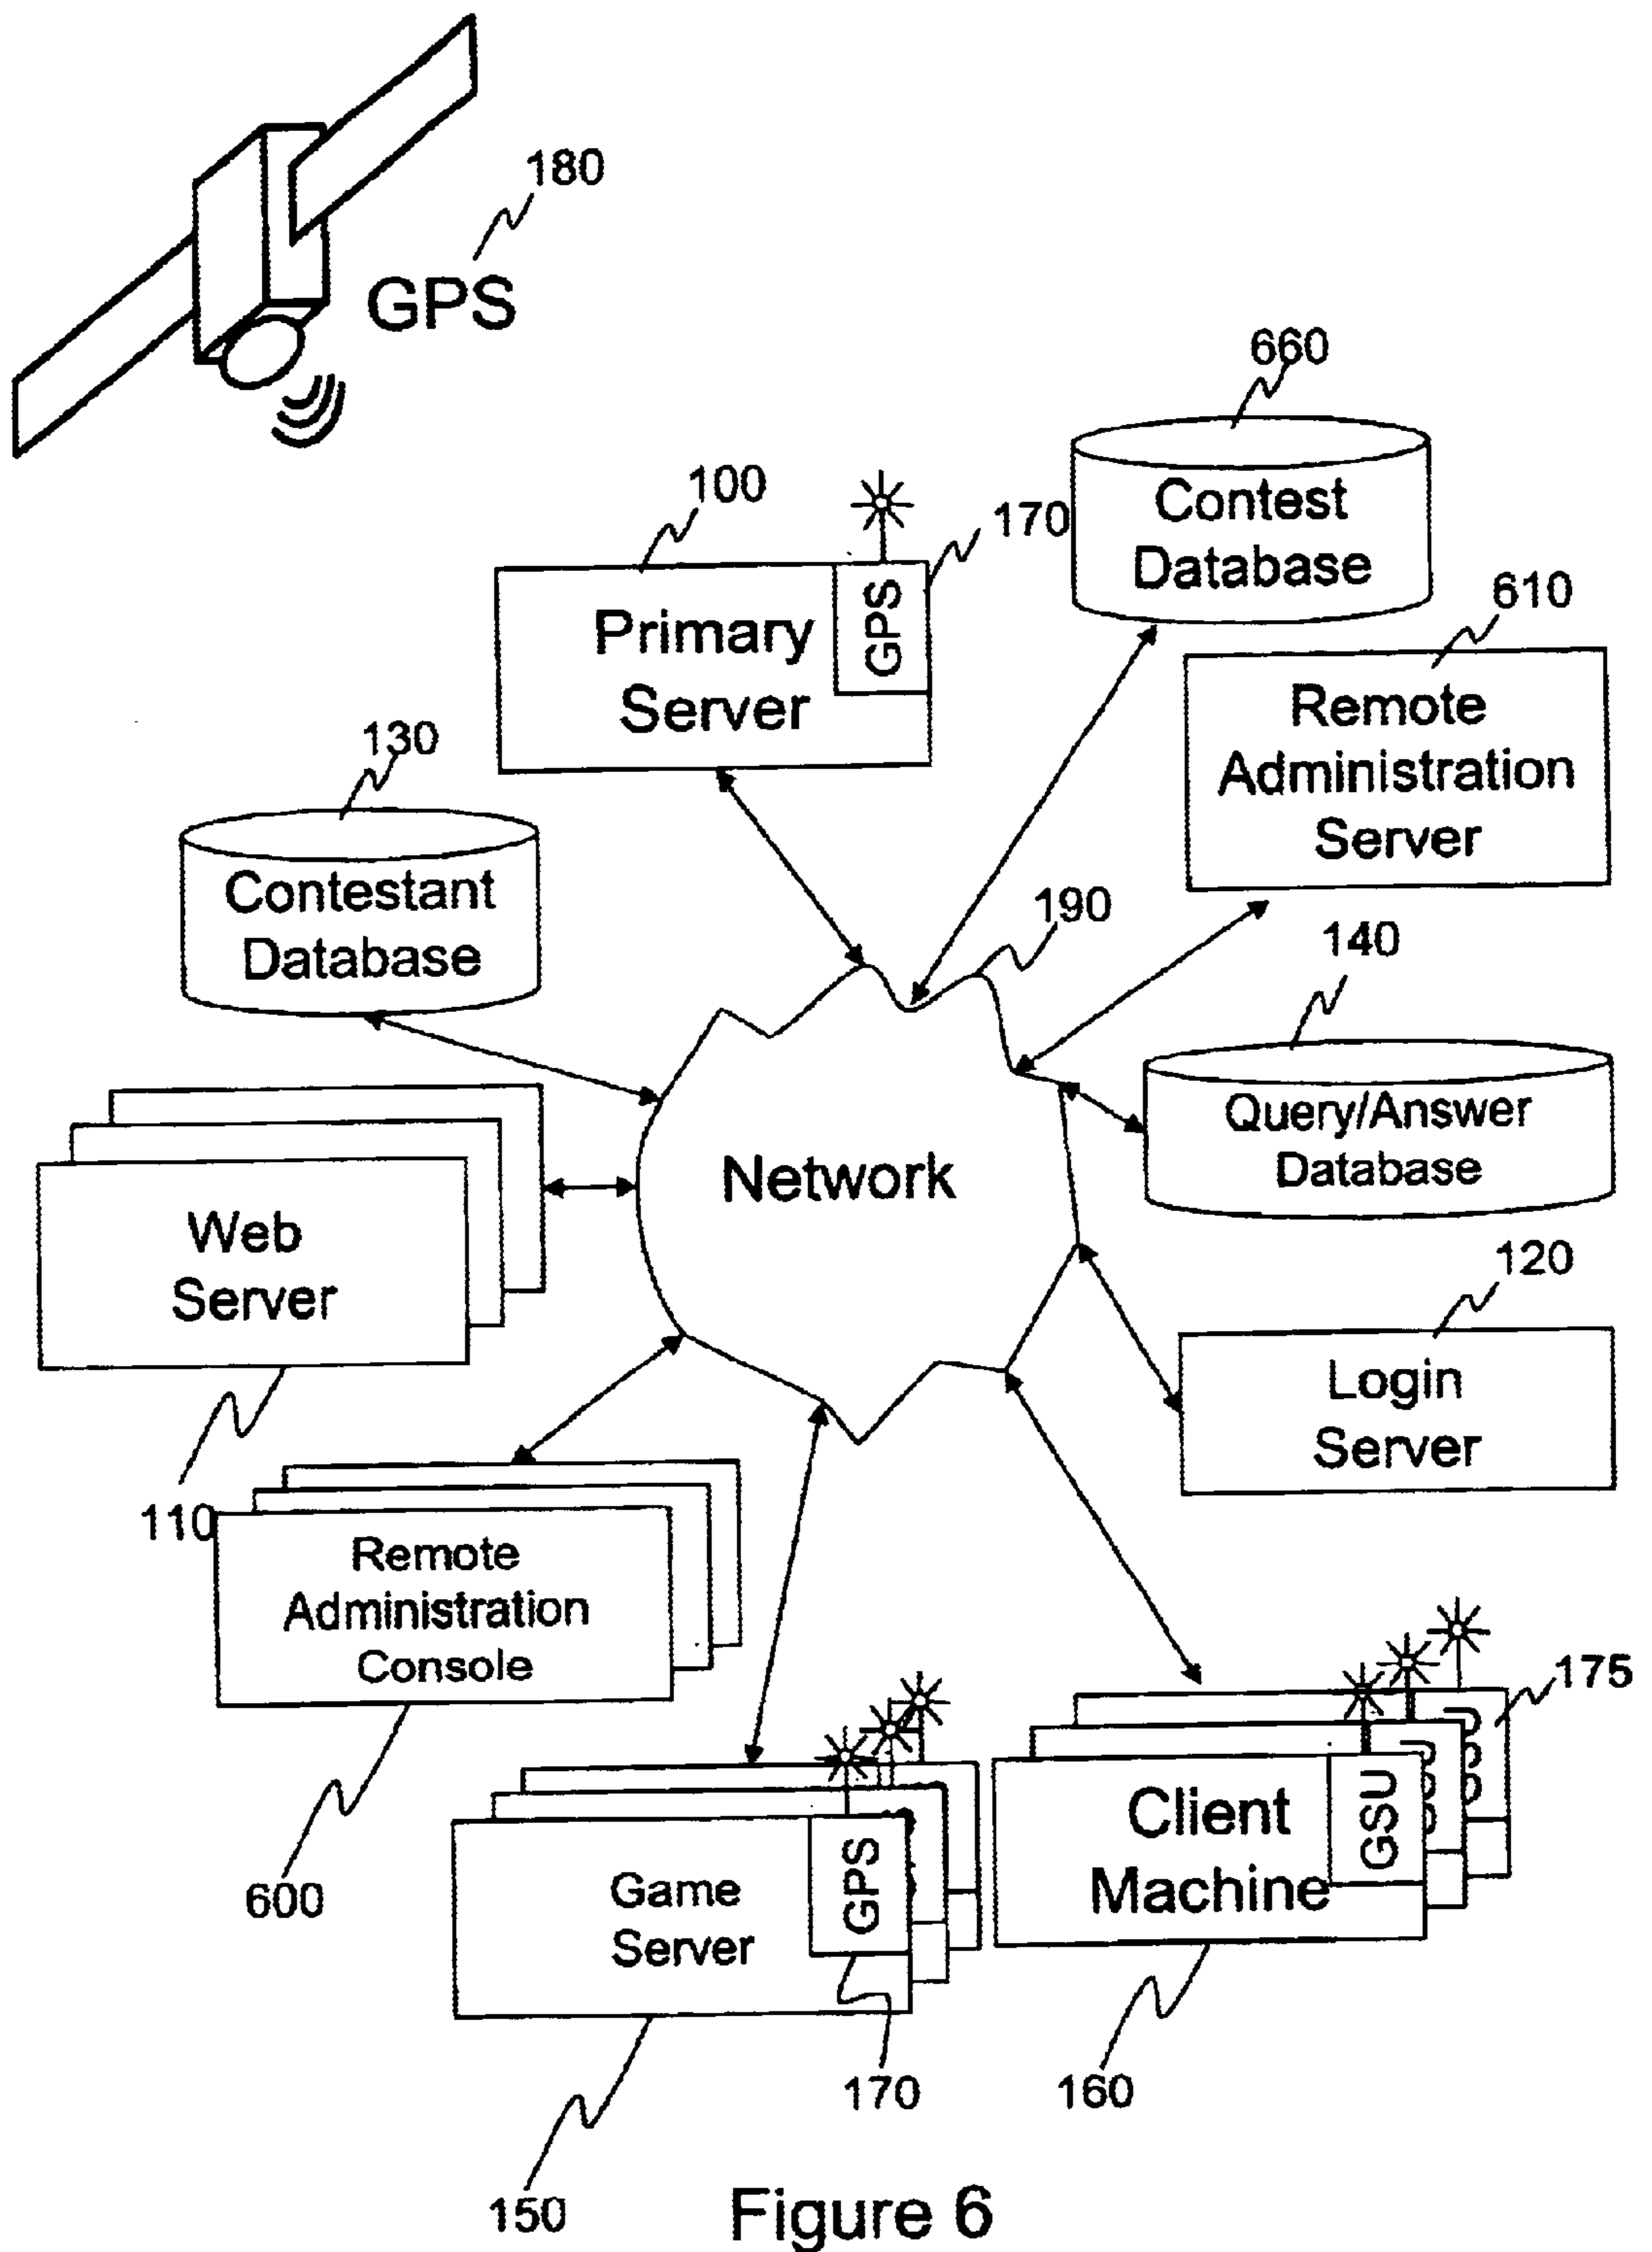 180
GPS
660
Contest
Database
100
170
GPS
Primary
Server
610
Remote
Administration
Server
130
Contestant
Database
190
140
Query/Answer
Database
Network
Web
Server
110
120
Login
Server
Remote
Administration
Console
600
175
GSU
Client
Machine
160
GPS
Game
Server
170
150
Figure 6